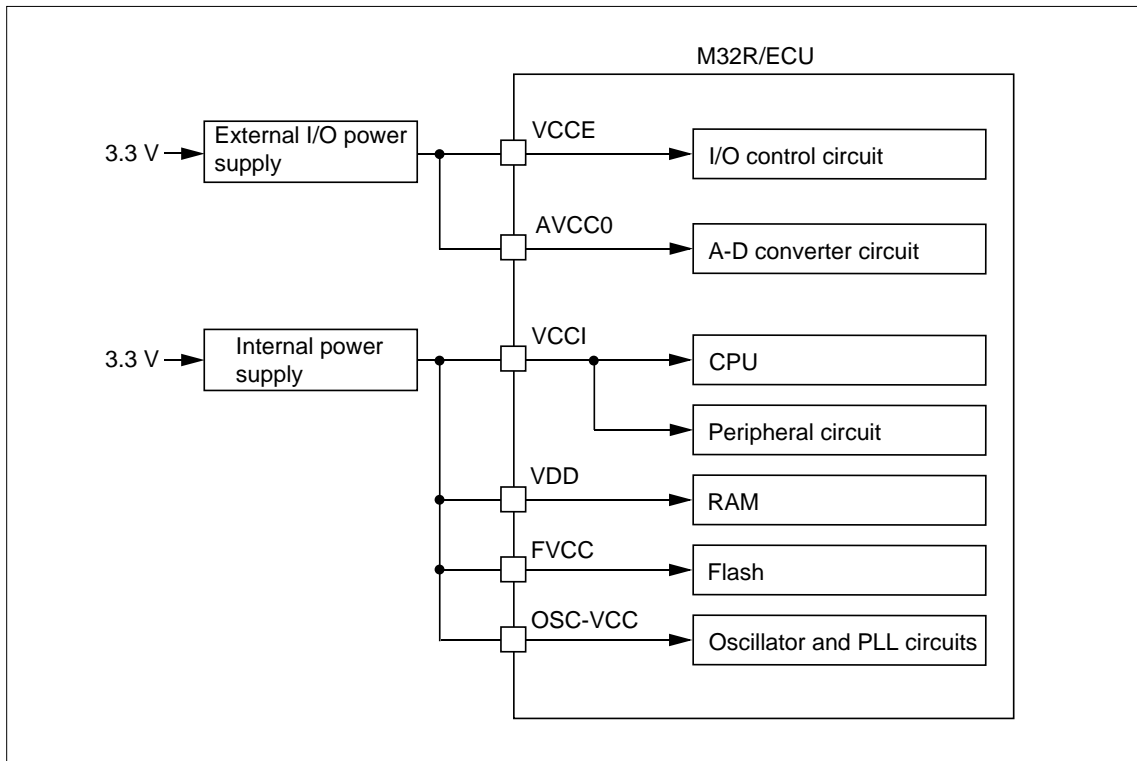 M32R/ECU
3.3 V
External I/O power
supply
VCCE
I/O control circuit
AVCC0
A-D converter circuit
3.3 V
Internal power
supply
VCCI
CPU
Peripheral circuit
VDD
RAM
FVCC
Flash
OSC-VCC
Oscillator and PLL circuits